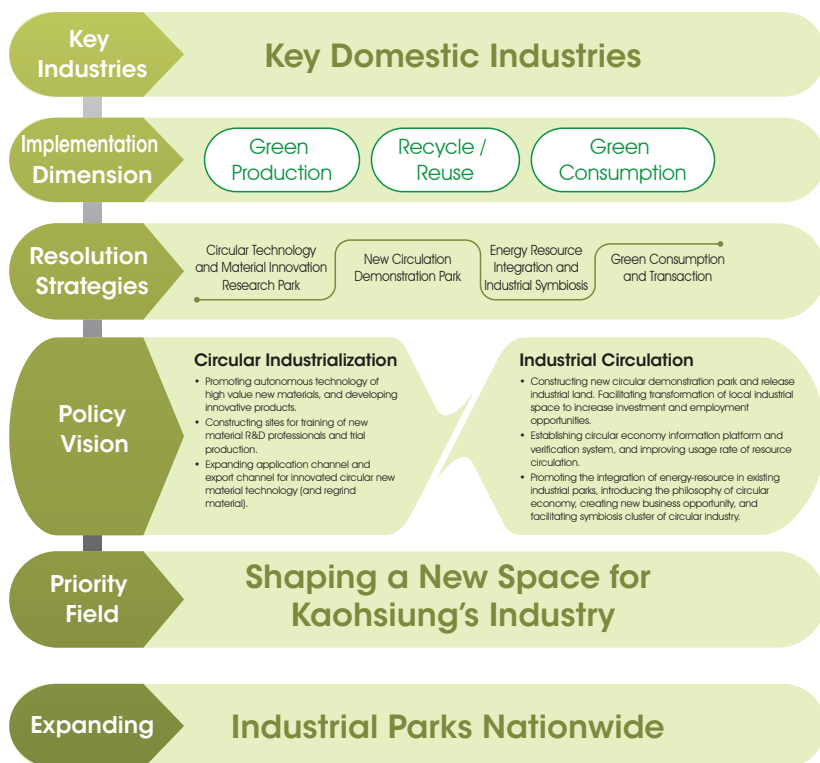 Key
Industries
Key Domestic Industries
Implementation
Dimension
Green
Production
Recycle /
Reuse
Green
Consumption
Resolution
Strategies
Circular Technology
and Material Innovation
Research Park
New Circulation
Demonstration Park
Energy Resource
Integration and
Industrial Symbiosis
Green Consumption
and Transaction
Policy
Vision
Circular Industrialization
• Promoting autonomous technology of
high value new materials, and developing
innovative products.
• Constructing sites for training of new
material R&D professionals and trial
production.
• Expanding application channel and
export channel for innovated circular new
material technology (and regrind
material).
Industrial Circulation
• Constructing new circular demonstration park and release
industrial land. Facilitating transformation of local industrial
space to increase investment and employment
opportunities.
• Establishing circular economy information platform and
verification system, and improving usage rate of resource
circulation.
• Promoting the integration of energy-resource in existing
industrial parks, introducing the philosophy of circular
economy, creating new business opportunity, and
facilitating symbiosis cluster of circular industry.
Priority
Field
Shaping a New Space for
Kaohsiung's Industry
Expanding
Industrial Parks Nationwide